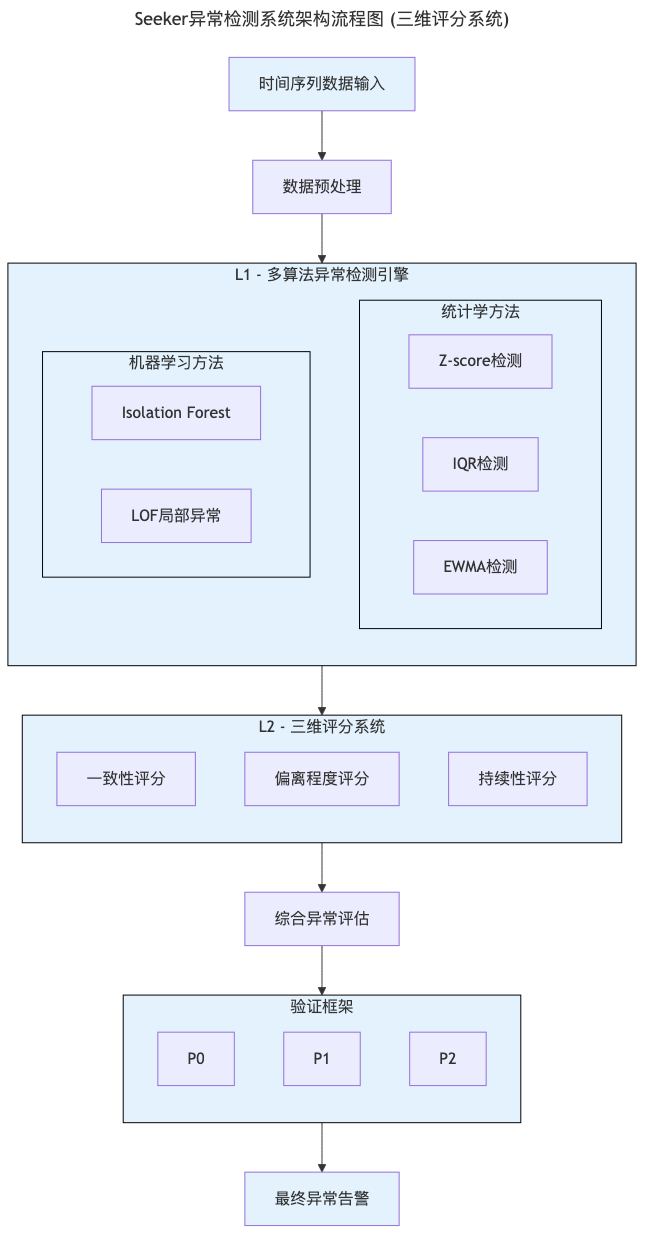 Seeker异常检测系统架构流程图 (三维评分系统)
时间序列数据输入
数据预处理
L1 - 多算法异常检测引擎
机器学习方法
Isolation Forest
LOF局部异常
统计学方法
Z-score检测
IQR检测
EWMA检测
L2 - 三维评分系统
一致性评分
偏离程度评分
持续性评分
综合异常评估
验证框架
P0
P1
P2
最终异常告警